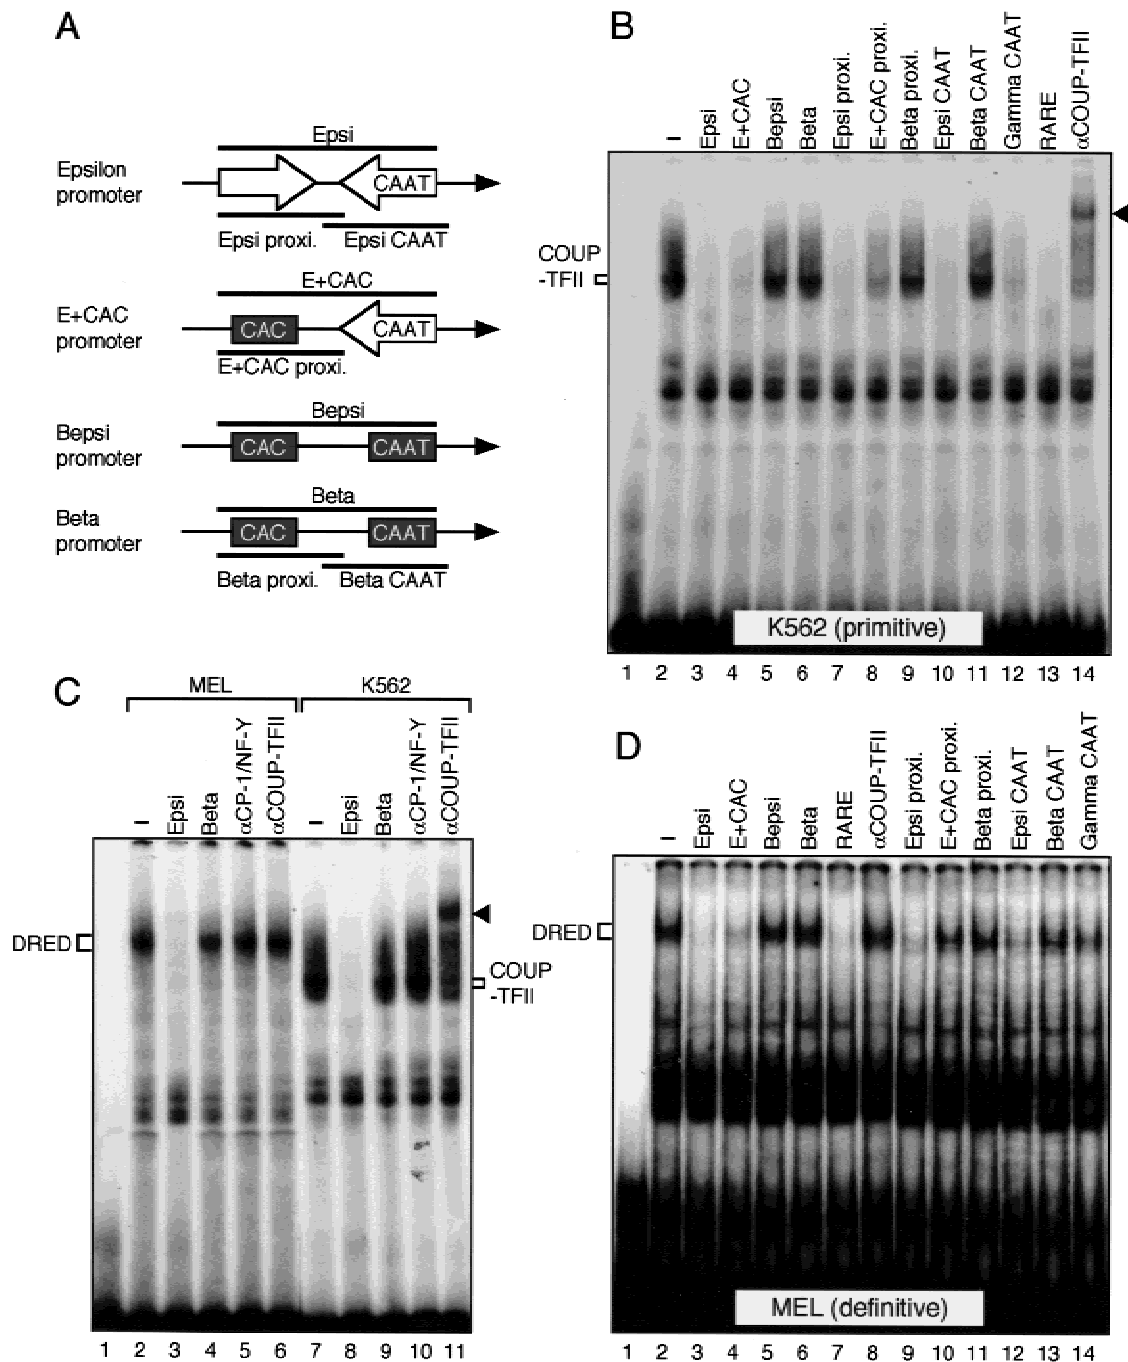 A
Epsi
Epsilon
promoter
CAAT
Epsi proxi.
Epsi CAAT
E+CAC
E+CAC
promoter
CAC
CAAT
E+CAC proxi.
Bepsi
Bepsi
promoter
CAC
CAAT
Beta
Beta
promoter
CAC
CAAT
Beta proxi.
Beta CAAT
B
–
Epsi
E+CAC
Bepsi
Beta
Epsi proxi.
E+CAC proxi.
Beta proxi.
Epsi CAAT
Beta CAAT
Gamma CAAT
RARE
αCOUP-TFII
COUP
-TFII
K562 (primitive)
1 2 3 4 5 6 7 8 9 10 11 12 13 14
C
MEL
K562
–
Epsi
Beta
αCP-1/NF-Y
αCOUP-TFII
–
Epsi
Beta
αCP-1/NF-Y
αCOUP-TFII
DRED
COUP
-TFII
1 2 3 4 5 6 7 8 9 10 11
D
–
Epsi
E+CAC
Bepsi
Beta
RARE
αCOUP-TFII
Epsi proxi.
E+CAC proxi.
Beta proxi.
Epsi CAAT
Beta CAAT
Gamma CAAT
DRED
MEL (definitive)
1 2 3 4 5 6 7 8 9 10 11 12 13 14